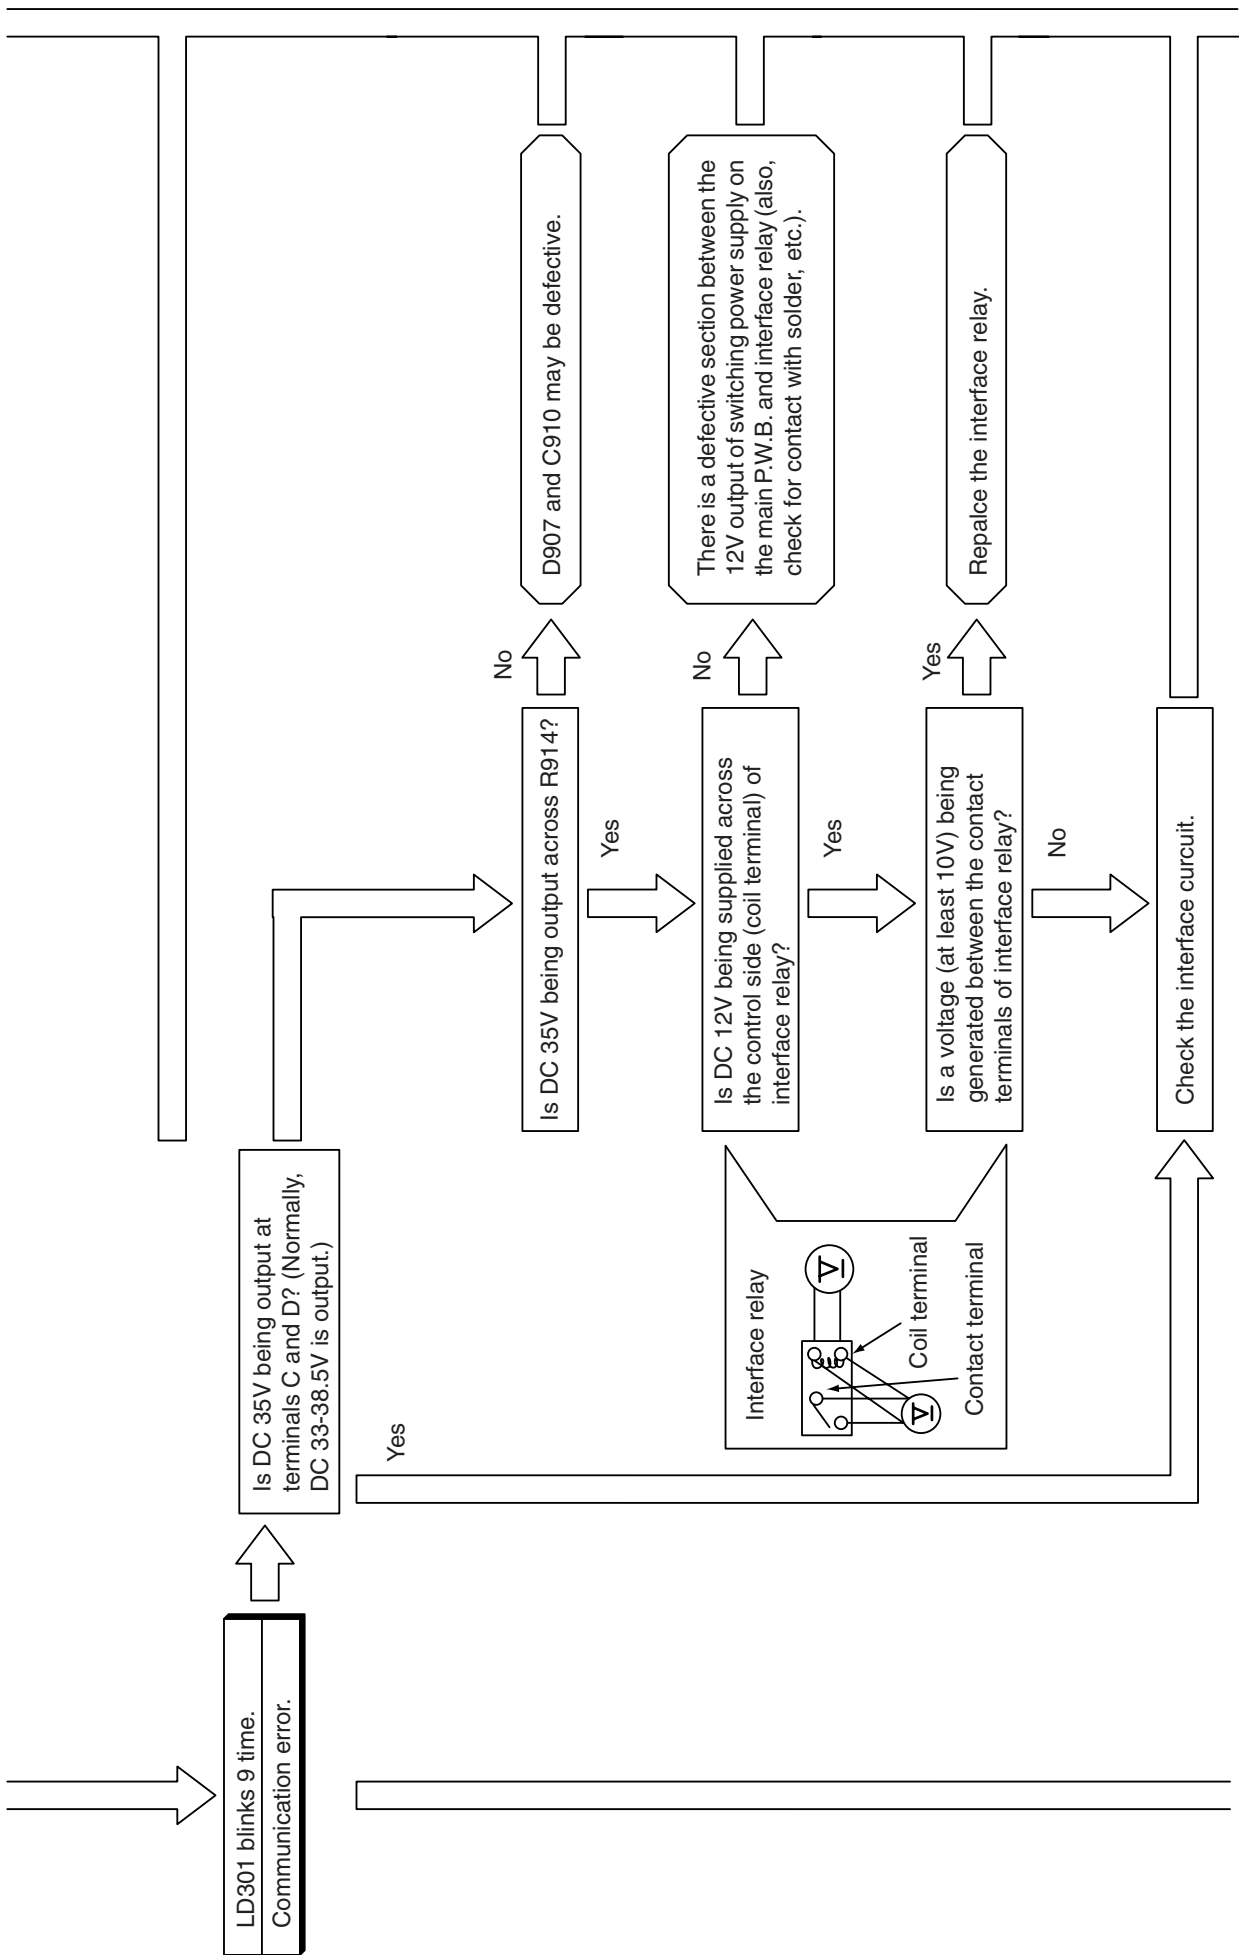 LD301 blinks 9 time.
Communication error.
Is DC 35V being output at
terminals C and D? (Normally,
DC 33-38.5V is output.)
Yes
Is DC 35V being output across R914?
No
D907 and C910 may be defective.
Yes
Is DC 12V being supplied across
the control side (coil terminal) of
interface relay?
No
There is a defective section between the
12V output of switching power supply on
the main P.W.B. and interface relay (also,
check for contact with solder, etc.).
Yes
Is a voltage (at least 10V) being
generated between the contact
terminals of interface relay?
Yes
Repalce the interface relay.
No
Check the interface circuit.
Interface relay
V
V
Coil terminal
Contact terminal